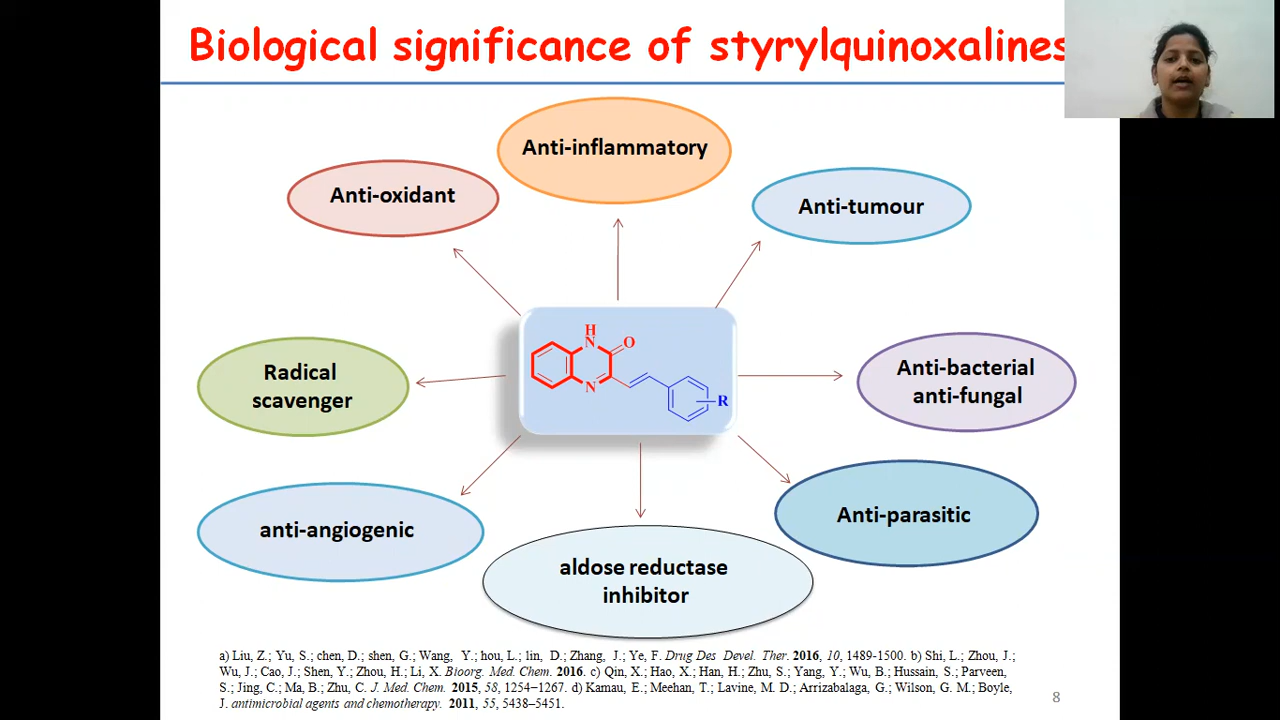 Biological significance of styrylquinoxalines
Anti-inflammatory
Anti-oxidant
Anti-tumour
H
N
O
N
R
Radical
scavenger
Anti-bacterial
anti-fungal
anti-angiogenic
Anti-parasitic
aldose reductase
inhibitor
a) Liu, Z.; Yu, S.; chen, D.; shen, G.; Wang, Y.; hou, L.; lin, D.; Zhang, J.; Ye, F. Drug Des Devel. Ther. 2016, 10, 1489-1500. b) Shi, L.; Zhou, J.;
Wu, J.; Cao, J.; Shen, Y.; Zhou, H.; Li, X. Bioorg. Med. Chem. 2016. c) Qin, X.; Hao, X.; Han, H.; Zhu, S.; Yang, Y.; Wu, B.; Hussain, S.; Parveen,
S.; Jing, C.; Ma, B.; Zhu, C. J. Med. Chem. 2015, 58, 1254–1267. d) Kamau, E.; Meehan, T.; Lavine, M. D.; Arrizabalaga, G.; Wilson, G. M.; Boyle,
J. antimicrobial agents and chemotherapy. 2011, 55, 5438–5451.
8